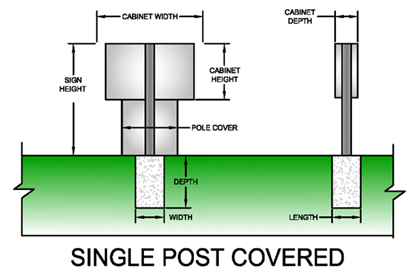 CABINET WIDTH
CABINET
DEPTH
SIGN
HEIGHT
CABINET
HEIGHT
POLE COVER
DEPTH
WIDTH
LENGTH
SINGLE POST COVERED